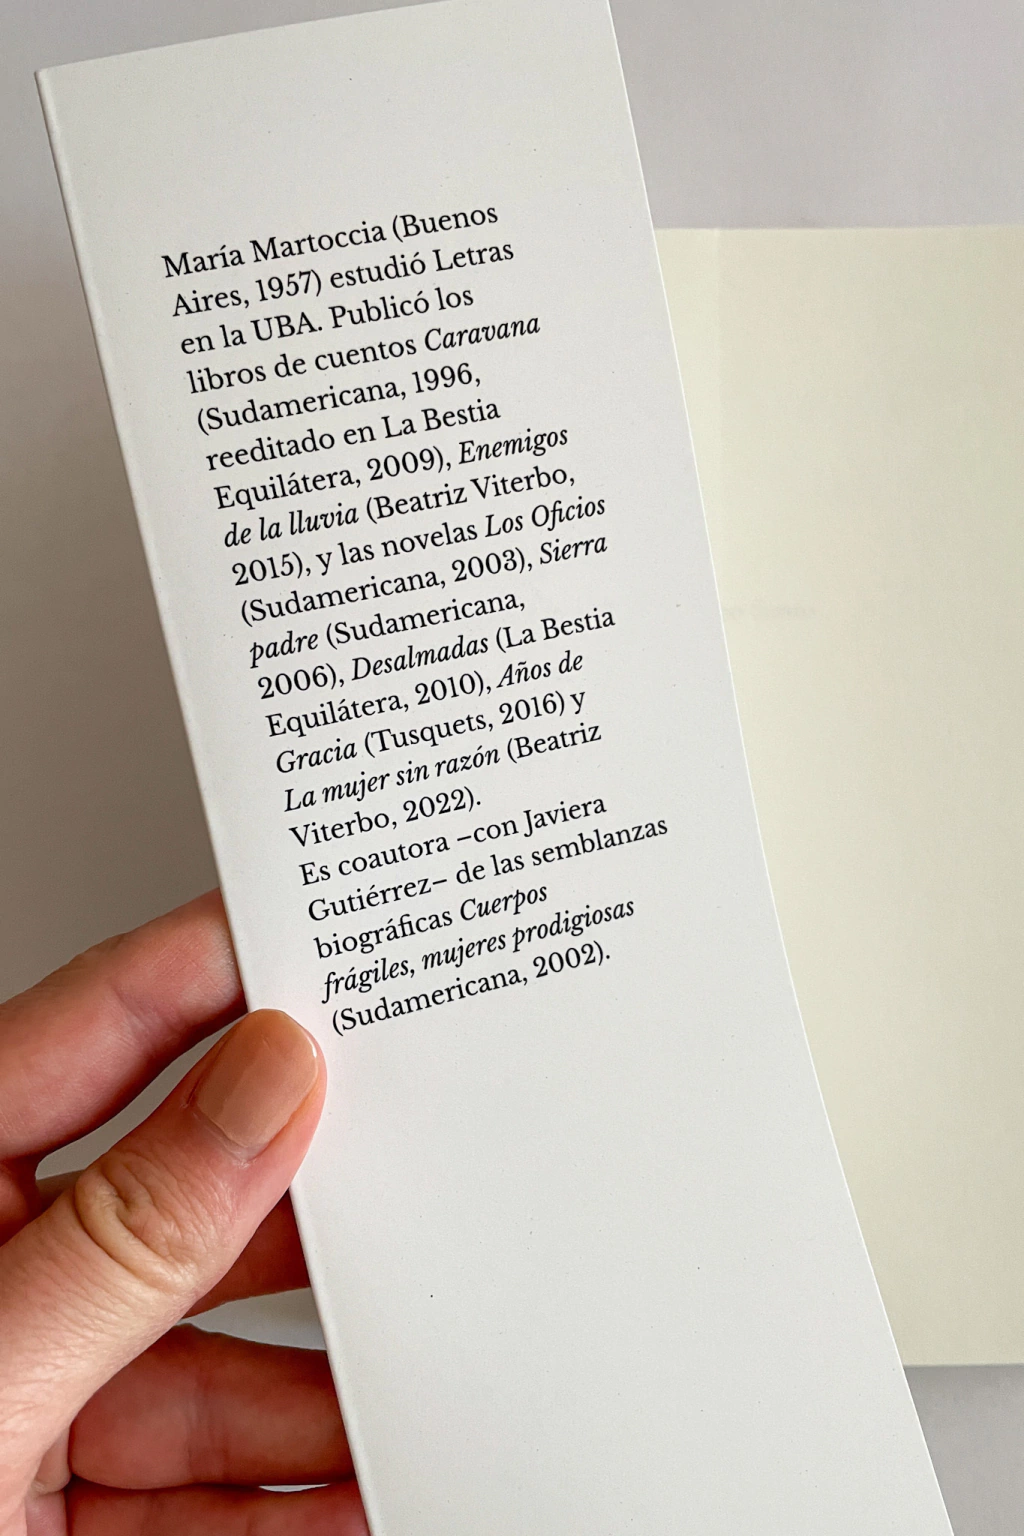 María Martoccia (Buenos
Aires, 1957) estudió Letras
en la UBA. Publicó los
libros de cuentos Caravana
(Sudamericana, 1996,
reeditado en La Bestia
Equilátera, 2009), Enemigos
de la lluvia (Beatriz Viterbo,
2015), y las novelas Los Oficios
(Sudamericana, 2003), Sierra
padre (Sudamericana,
2006), Desalmadas (La Bestia
Equilátera, 2010), Años de
Gracia (Tusquets, 2016) y
La mujer sin razón (Beatriz
Viterbo, 2022).
Es coautora –con Javiera
Gutiérrez– de las semblanzas
biográficas Cuerpos
frágiles, mujeres prodigiosas
(Sudamericana, 2002).